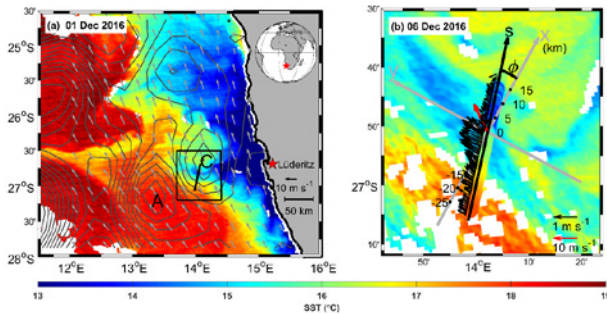 (a) 01 Dec 2016
(b) 06 Dec 2016
25°S
30'
26°S
30'
27°S
30'
28°S
12°E
13°E
14°E
15°E
16°E
A
C
Lüderitz
10 m s⁻¹
50 km
30'
40'
50'
27°S
10'
50'
14°E
10'
20'
S
X
(km)
ϕ
15
10
5
0
-15
20
-25
1 m s⁻¹
10 m s⁻¹
13
14
15
16
17
18
SST (°C)